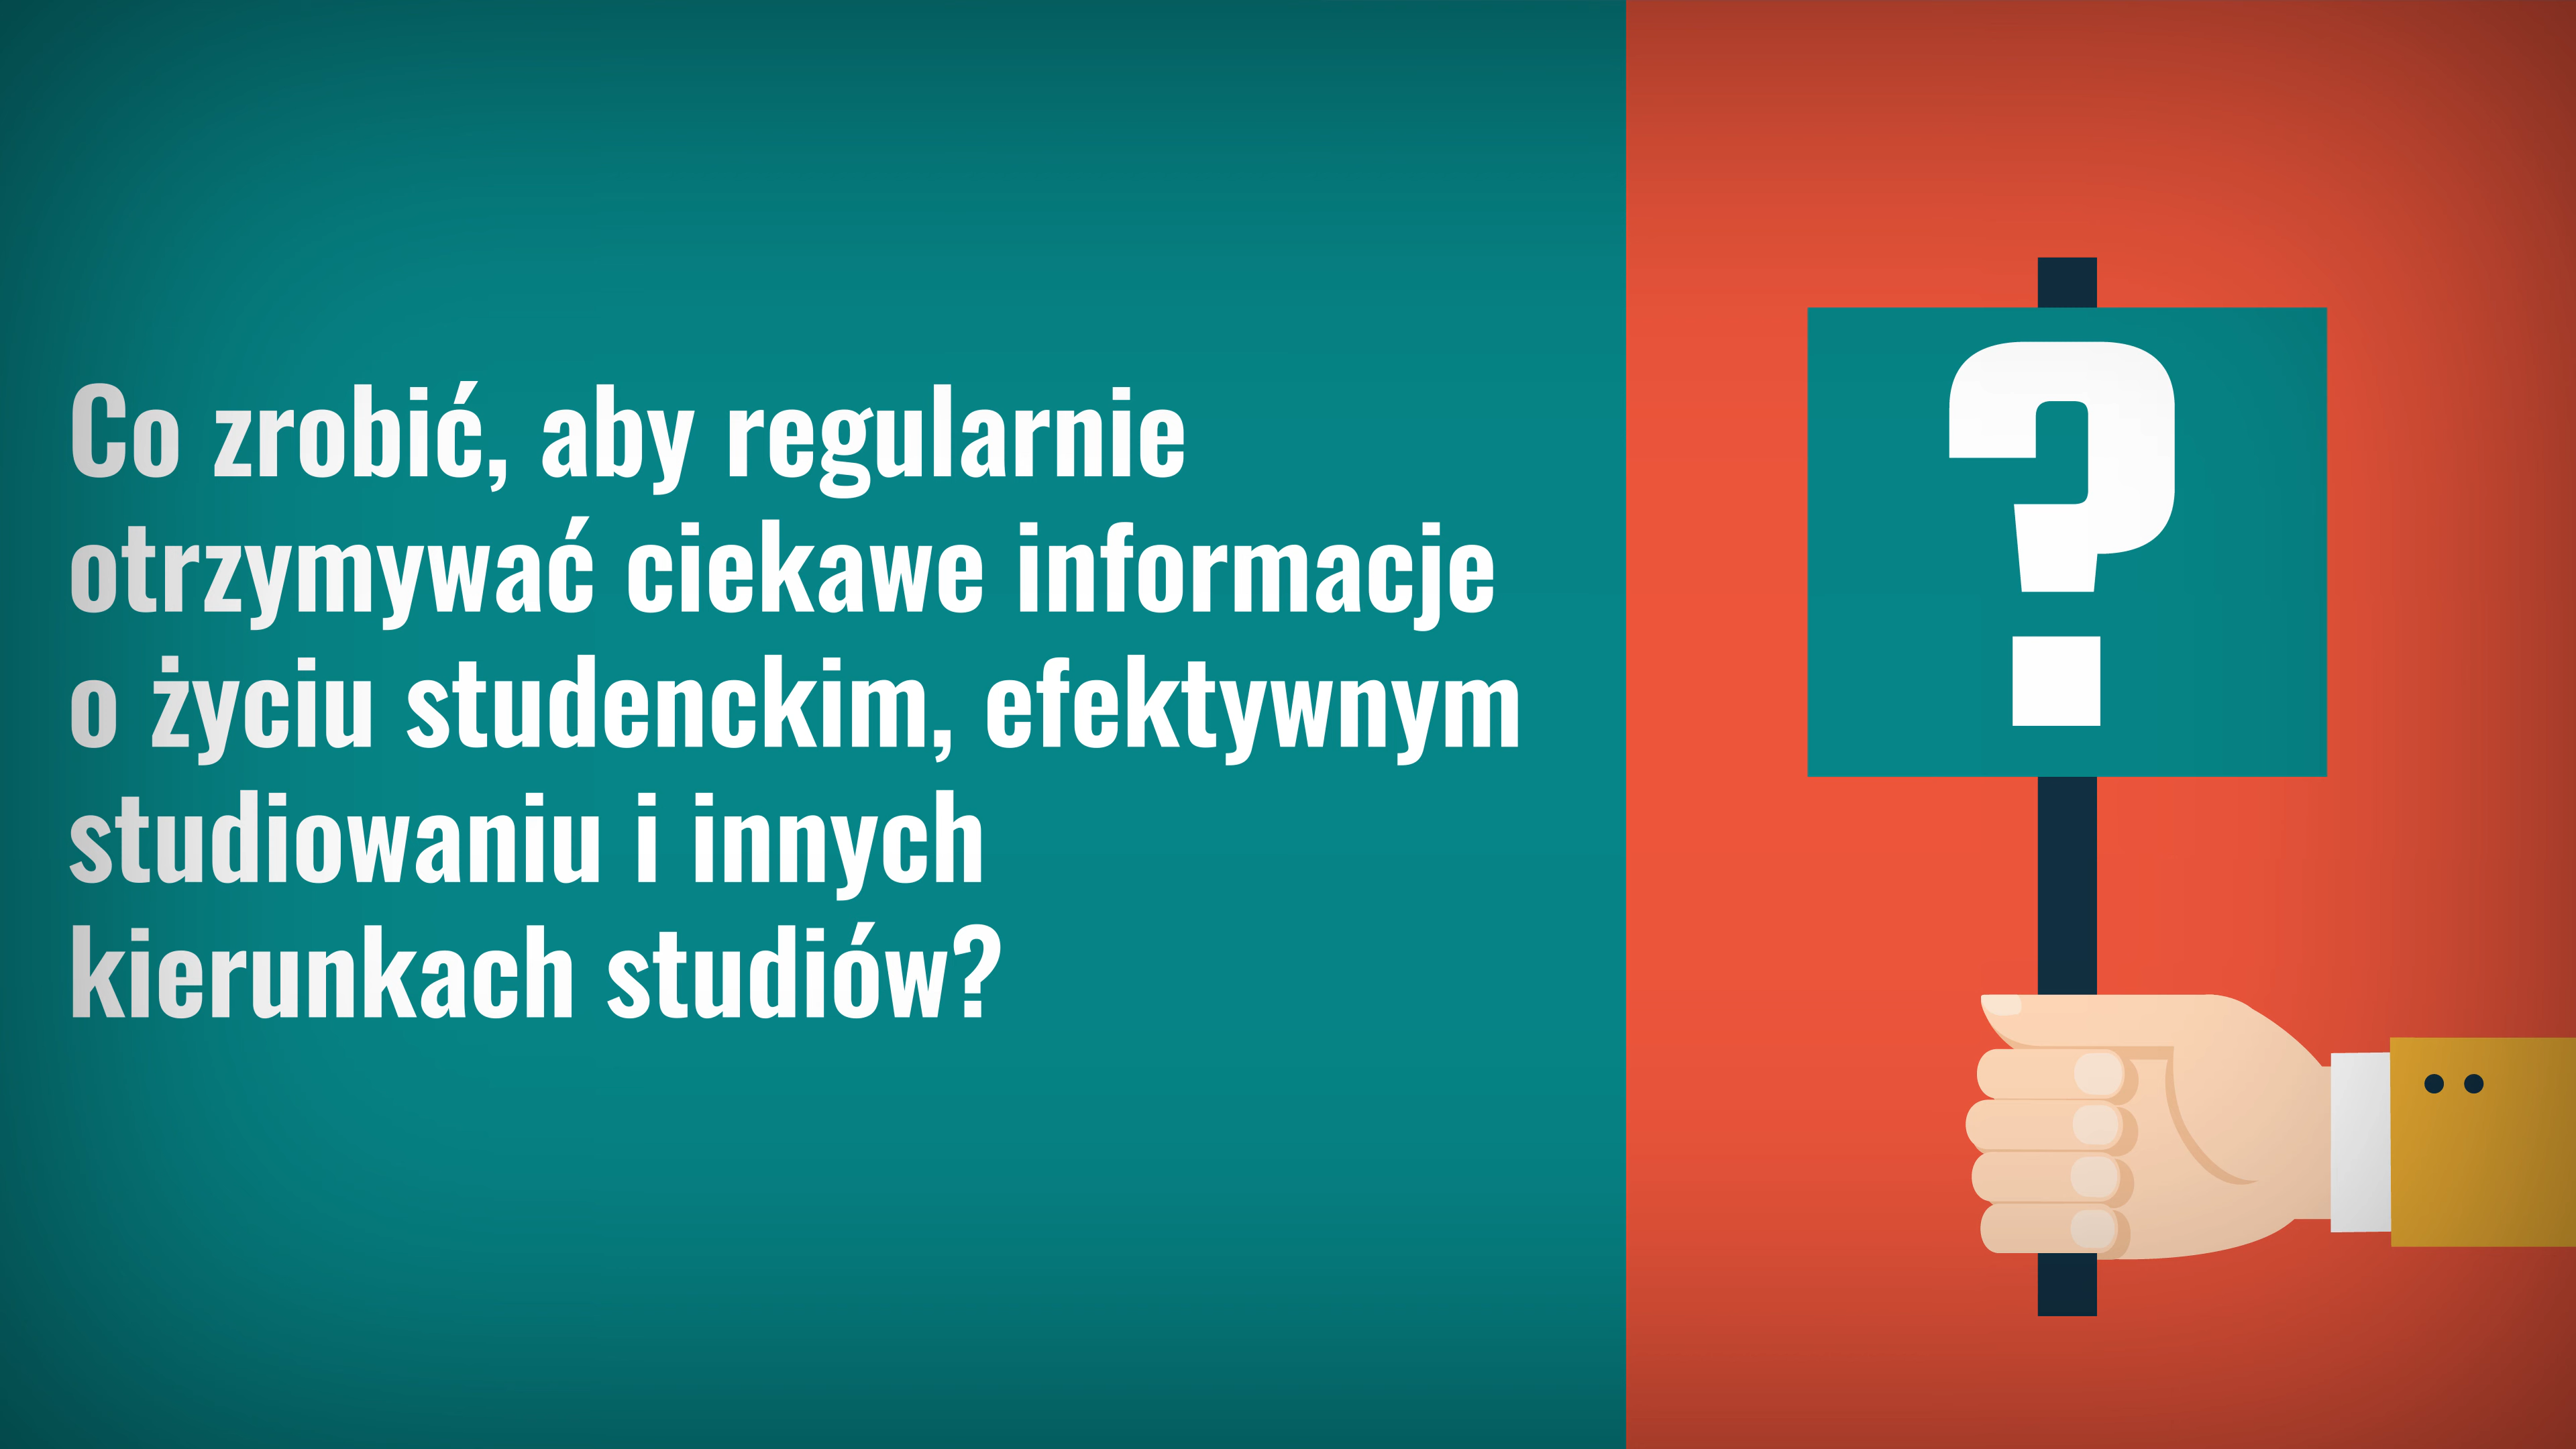 Co zrobić, aby regularnie
otrzymywać ciekawe informacje
o życiu studenckim, efektywnym
studiowaniu i innych
kierunkach studiów?
?